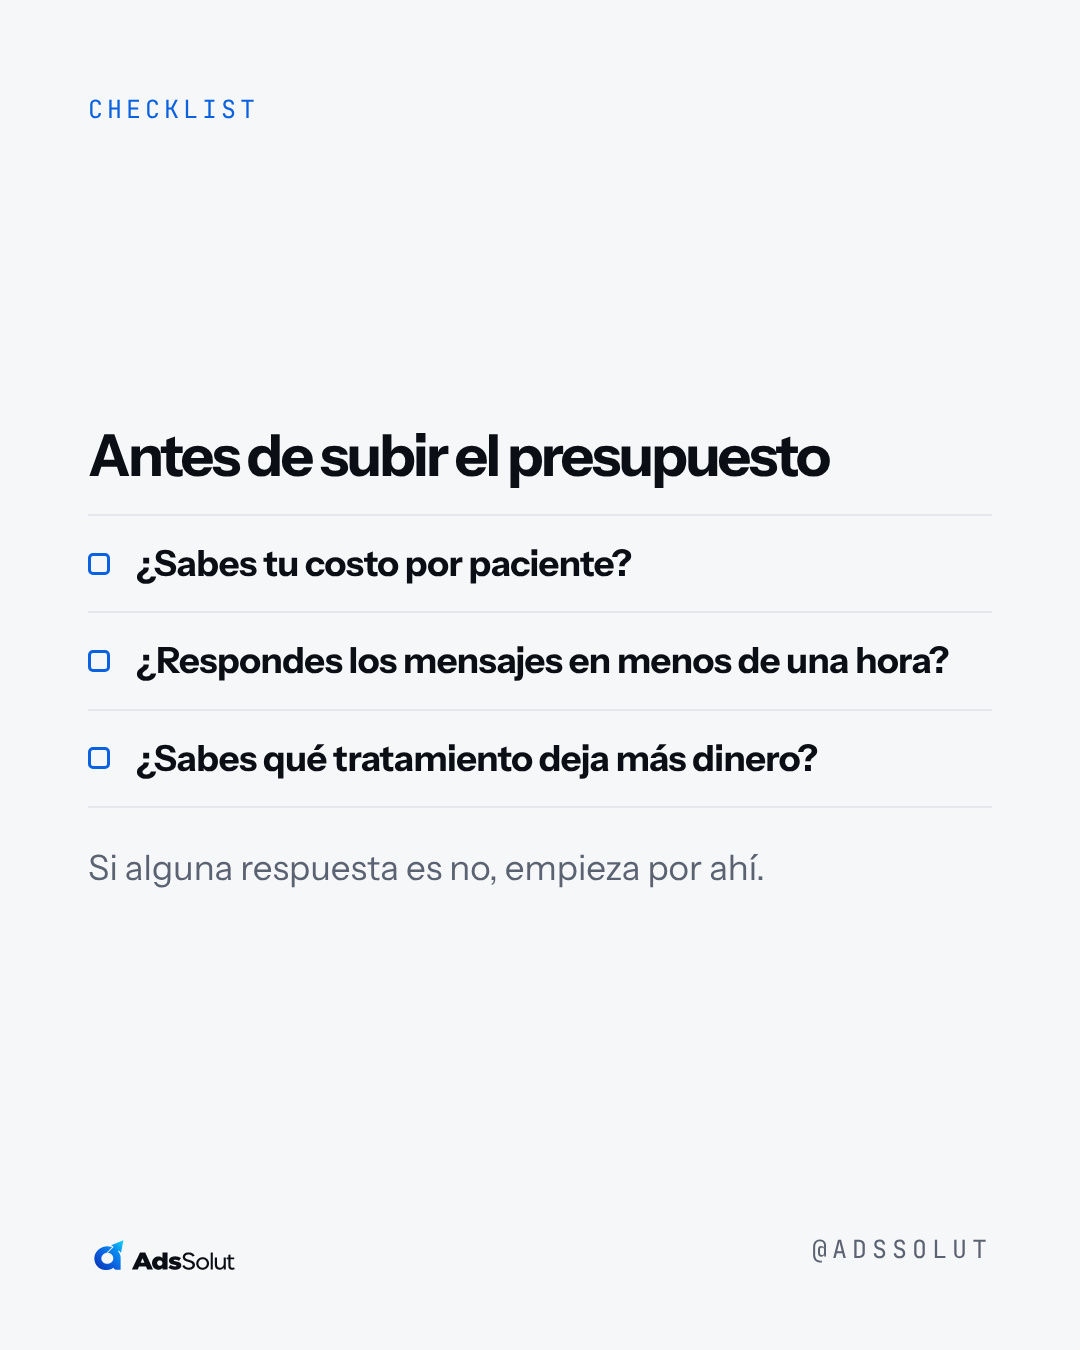 CHECKLIST
Antes de subir el presupuesto
¿Sabes tu costo por paciente?
¿Respondes los mensajes en menos de una hora?
¿Sabes qué tratamiento deja más dinero?
Si alguna respuesta es no, empieza por ahí.
AdsSolut
@ADSSOLUT